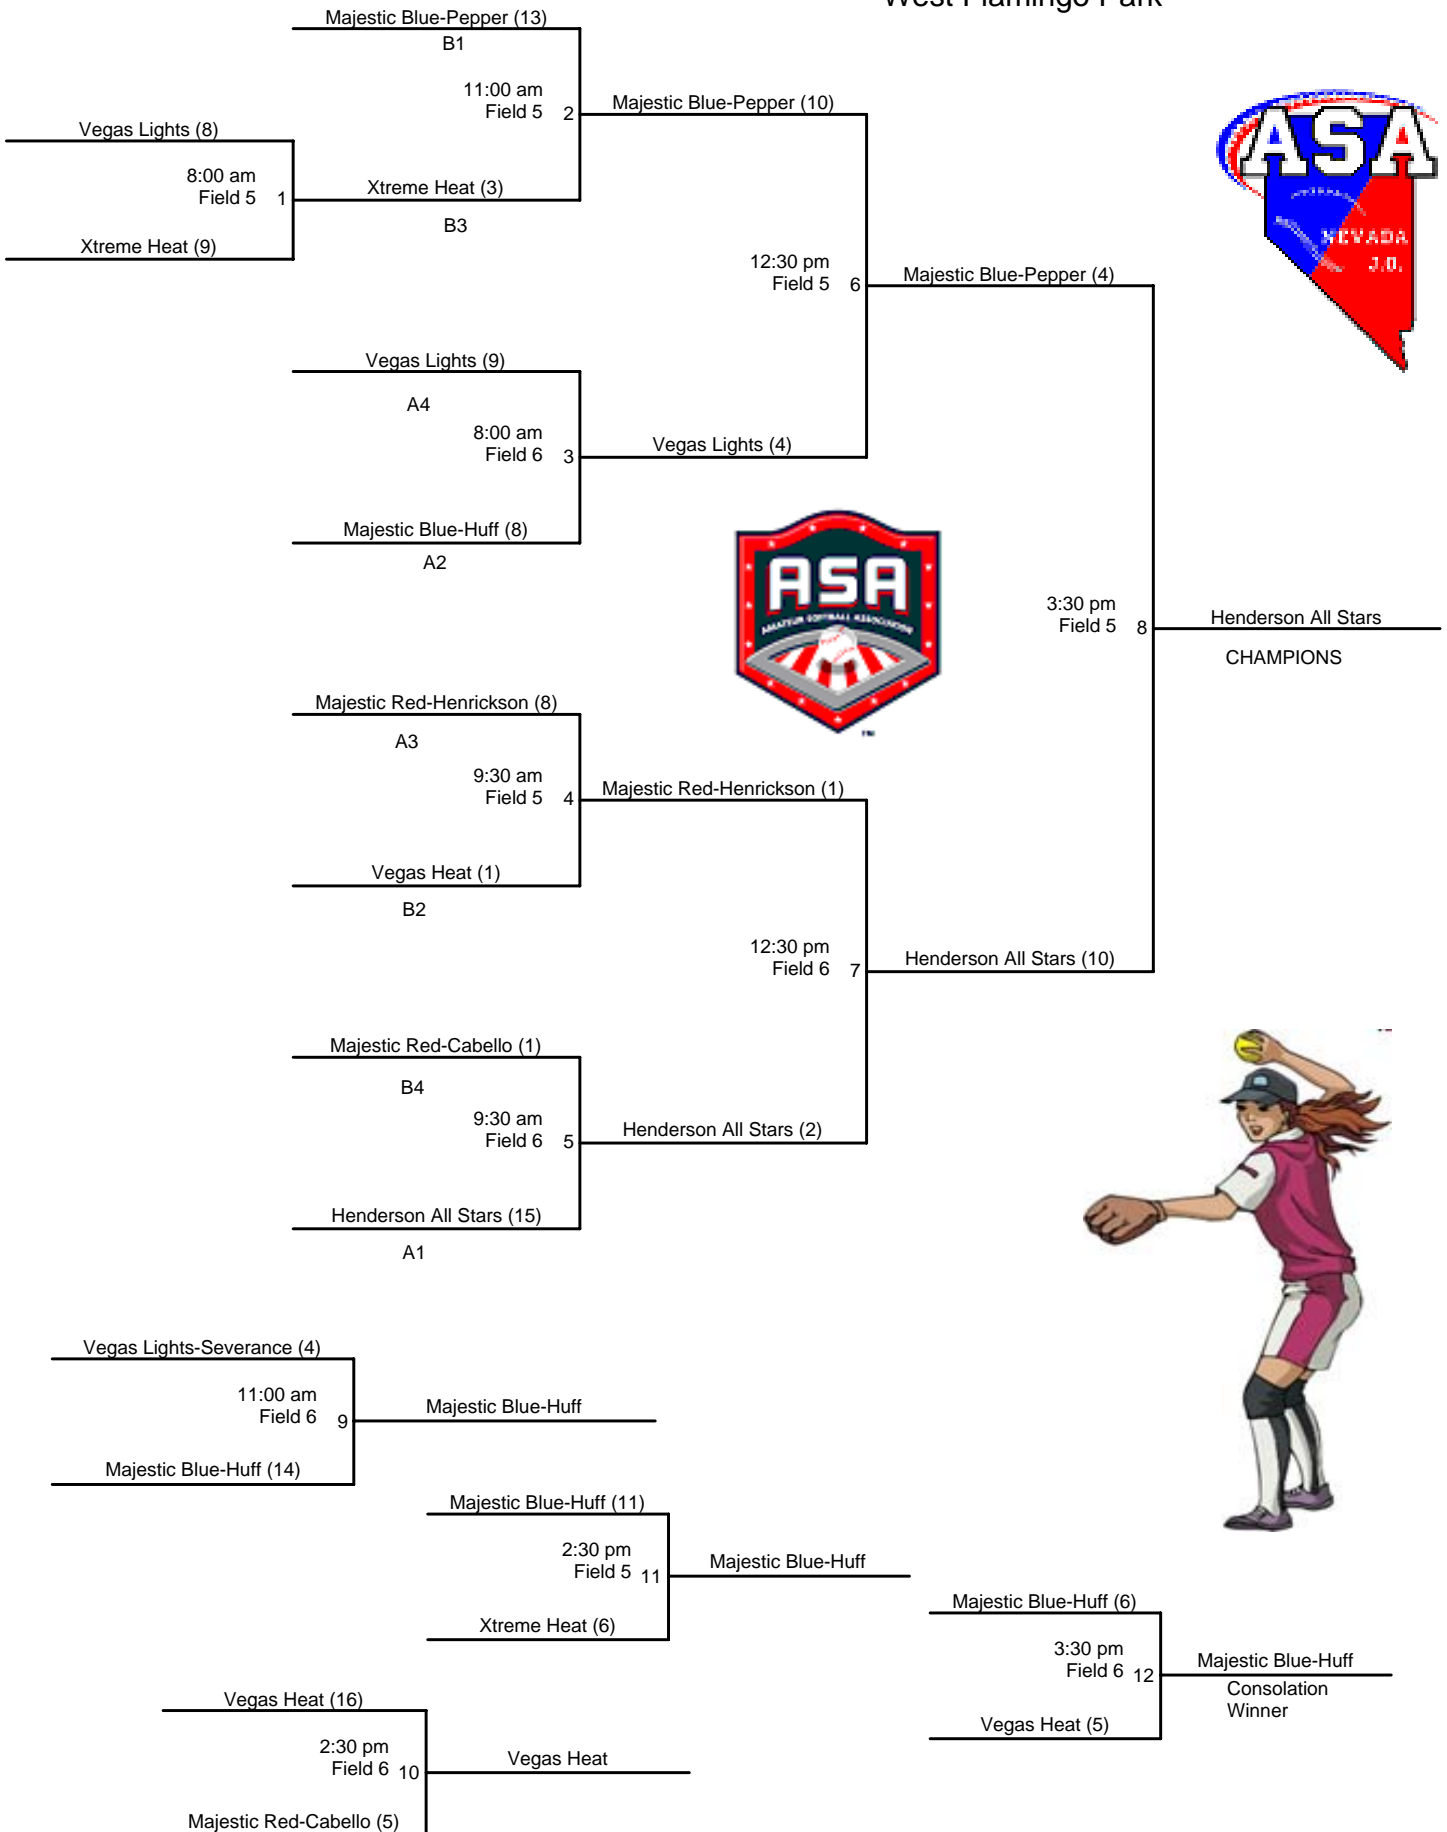 West Flamingo Park
Majestic Blue-Pepper (13)
B1
11:00 am
Field 5 2
Majestic Blue-Pepper (10)
Vegas Lights (8)
8:00 am
Field 5 1
Xtreme Heat (3)
B3
Xtreme Heat (9)
12:30 pm
Field 5 6
Majestic Blue-Pepper (4)
Vegas Lights (9)
A4
8:00 am
Field 6 3
Vegas Lights (4)
Majestic Blue-Huff (8)
A2
ASA
NEVADA
J.O.
ASA
AMATEUR SOFTBALL ASSOCIATION
TM
3:30 pm
Field 5 8
Henderson All Stars
CHAMPIONS
Majestic Red-Henrickson (8)
A3
9:30 am
Field 5 4
Majestic Red-Henrickson (1)
Vegas Heat (1)
B2
12:30 pm
Field 6 7
Henderson All Stars (10)
Majestic Red-Cabello (1)
B4
9:30 am
Field 6 5
Henderson All Stars (2)
Henderson All Stars (15)
A1
Vegas Lights-Severance (4)
11:00 am
Field 6 9
Majestic Blue-Huff
Majestic Blue-Huff (14)
Majestic Blue-Huff (11)
2:30 pm
Field 5 11
Majestic Blue-Huff
Xtreme Heat (6)
Majestic Blue-Huff (6)
3:30 pm
Field 6 12
Majestic Blue-Huff
Consolation
Winner
Vegas Heat (5)
Vegas Heat (16)
2:30 pm
Field 6 10
Vegas Heat
Majestic Red-Cabello (5)